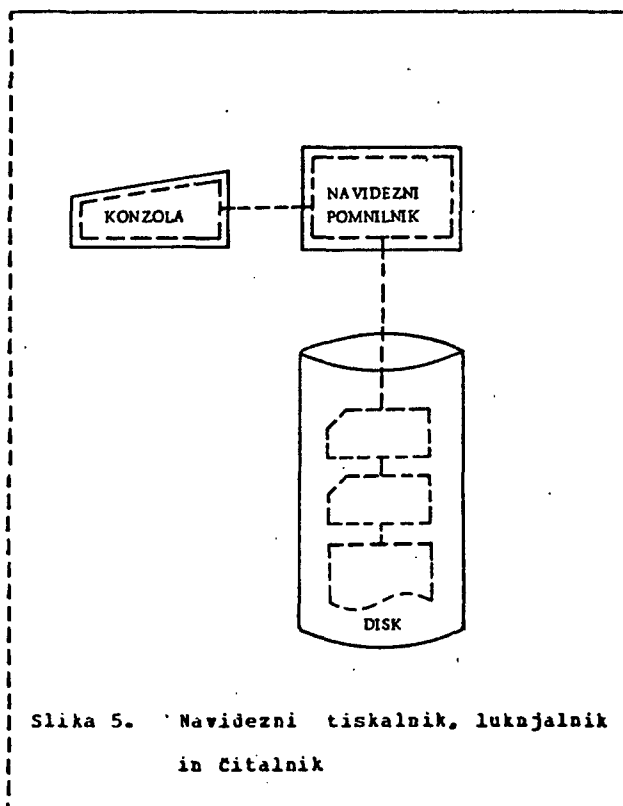 KONZOLA
NAVIDEZNI
POMNILNIK
DISK
Slika 5. Navidezni tiskalnik, luknjalnik
in čitalnik